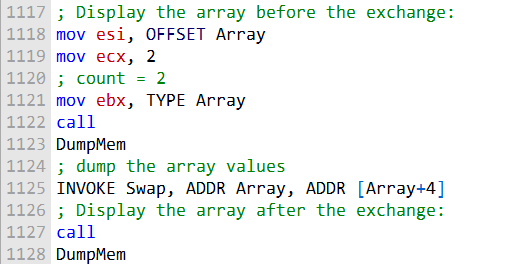 1117 ; Display the array before the exchange:
1118 mov esi, OFFSET Array
1119 mov ecx, 2
1120 ; count = 2
1121 mov ebx, TYPE Array
1122 call
1123 DumpMem
1124 ; dump the array values
1125 INVOKE Swap, ADDR Array, ADDR [Array+4]
1126 ; Display the array after the exchange:
1127 call
1128 DumpMem